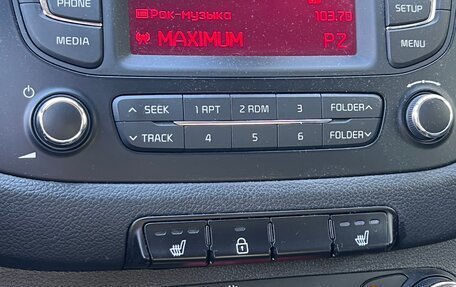 PHONE
Рок-музыка 103.70
SETUP
MEDIA
MAXIMUM P2
MENU
SEEK 1 RPT 2 RDM 3 FOLDER
TRACK 4 5 6 FOLDER